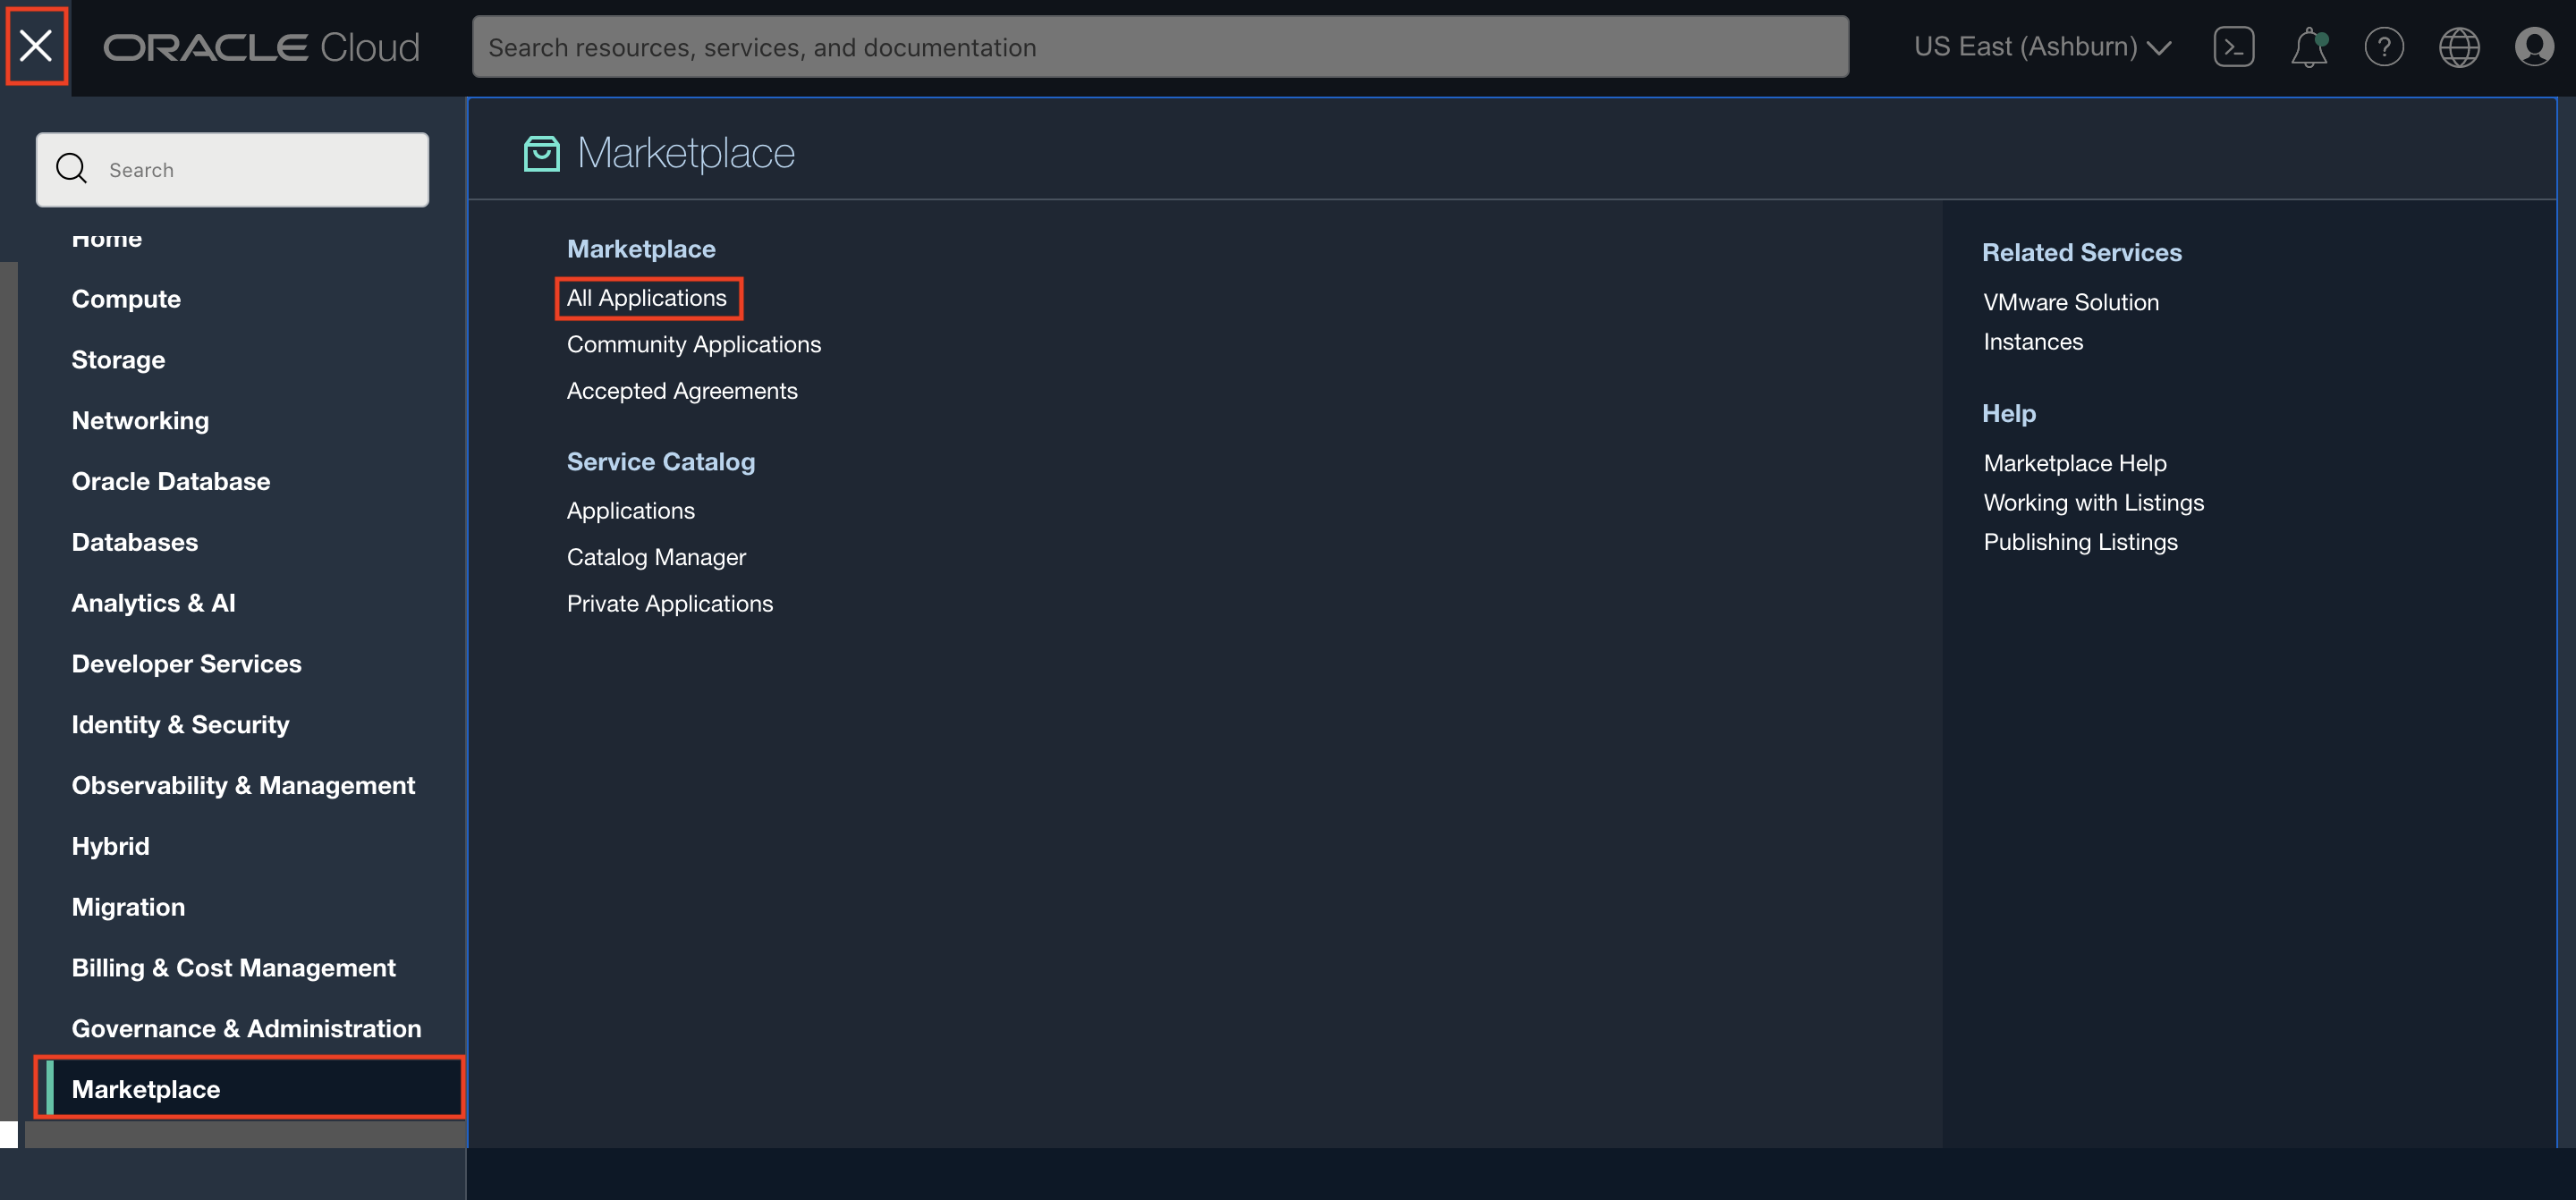 ORACLE Cloud
Search resources, services, and documentation
US East (Ashburn)
Search
Home
Compute
Storage
Networking
Oracle Database
Databases
Analytics & AI
Developer Services
Identity & Security
Observability & Management
Hybrid
Migration
Billing & Cost Management
Governance & Administration
Marketplace
Marketplace
Marketplace
All Applications
Community Applications
Accepted Agreements
Service Catalog
Applications
Catalog Manager
Private Applications
Related Services
VMware Solution
Instances
Help
Marketplace Help
Working with Listings
Publishing Listings